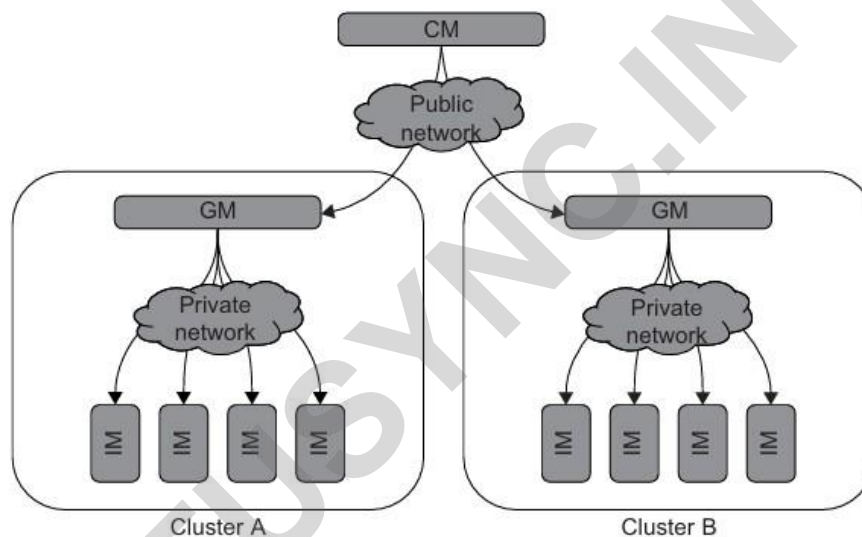 CM
Public
network
GM
GM
Private
network
Private
network
IM
IM
IM
IM
IM
IM
IM
IM
Cluster A
Cluster B
TUSYNC.IN